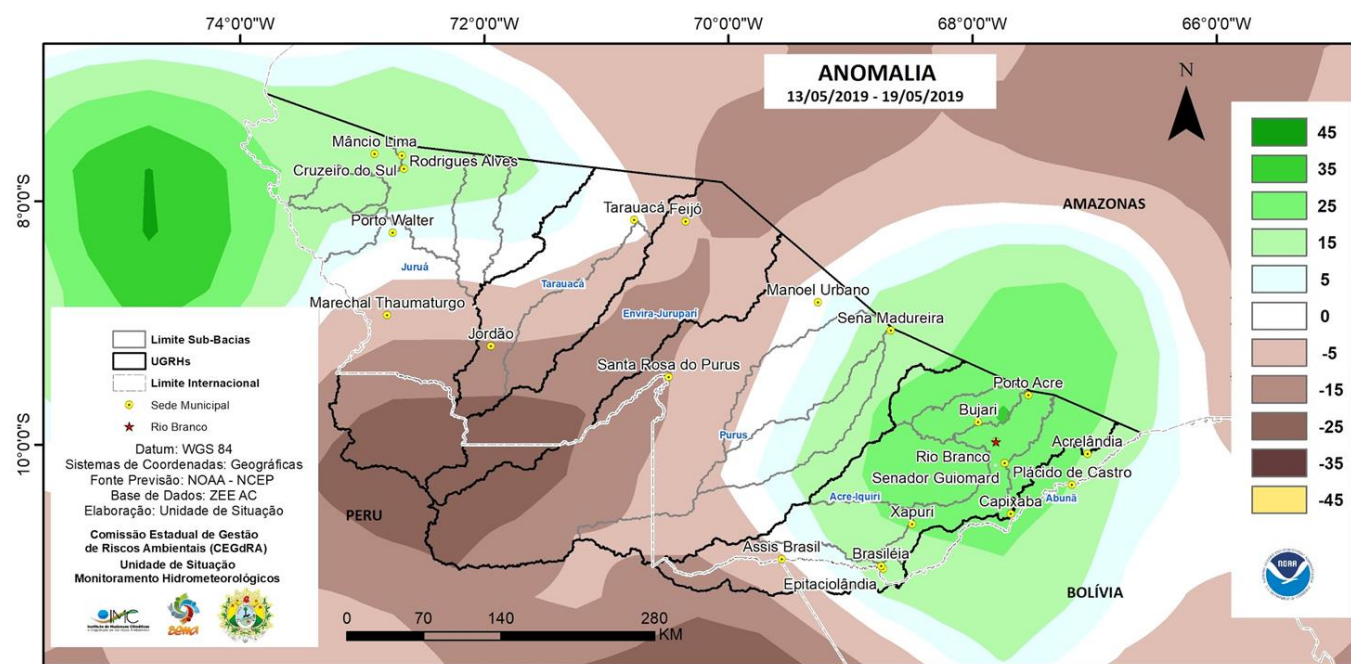 74°0'0"W
72°0'0"W
70°0'0"W
68°0'0"W
66°0'0"W
8°0'0"S
10°0'0"S
ANOMALIA
13/05/2019 - 19/05/2019
N
45
35
25
15
5
0
-5
-15
-25
-35
-45
AMAZONAS
PERU
BOLÍVIA
Mâncio Lima
Rodrigues Alves
Cruzeiro do Sul
Porto Walter
Juruá
Marechal Thaumaturgo
Jordão
Tarauacá
Feijó
Tarauacá
Envira-Jurupari
Santa Rosa do Purus
Manoel Urbano
Sena Madureira
Purus
Porto Acre
Bujari
Acrelândia
Rio Branco
Plácido de Castro
Senador Guiomard
Acre-Iquiri
Abunã
Capixaba
Xapuri
Assis Brasil
Brasiléia
Epitaciolândia
Limite Sub-Bacias
UGRHs
Limite Internacional
Sede Municipal
Rio Branco
Datum: WGS 84
Sistemas de Coordenadas: Geográficas
Fonte Previsão: NOAA - NCEP
Base de Dados: ZEE AC
Elaboração: Unidade de Situação
Comissão Estadual de Gestão
de Riscos Ambientais (CEGdRA)
Unidade de Situação
Monitoramento Hidrometeorológicos
IMC
sema
0 70 140 280
KM
NOAA